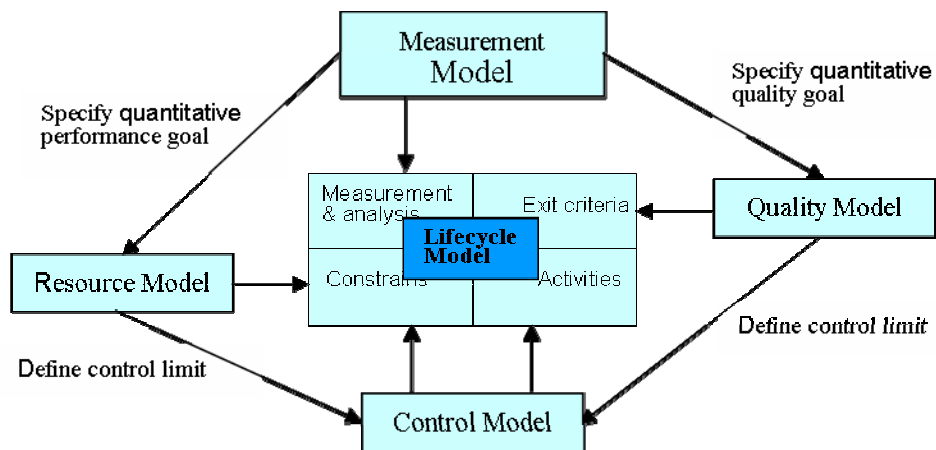 Measurement
Model
Specify quantitative
performance goal
Specify quantitative
quality goal
Measurement
& analysis
Exit criteria
Lifecycle
Model
Quality Model
Resource Model
Constrains
Activities
Define control limit
Define control limit
Control Model